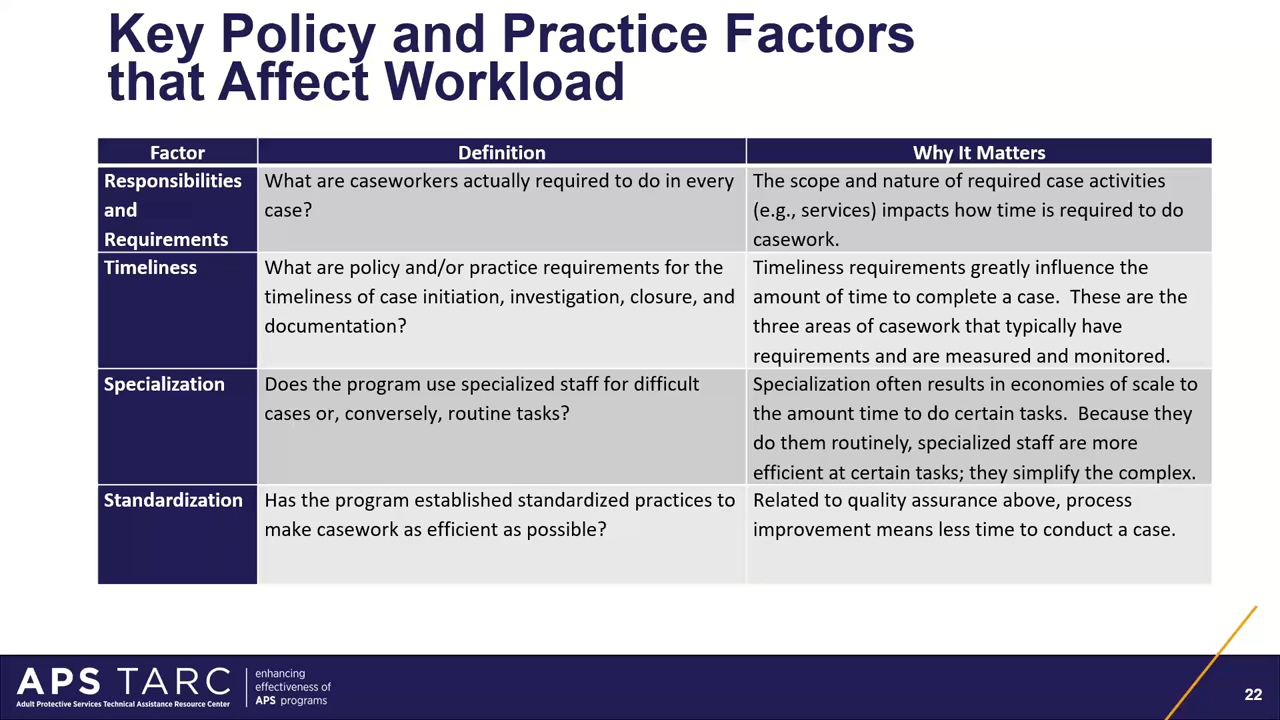 Key Policy and Practice Factors
that Affect Workload
Factor
Definition
Why It Matters
Responsibilities
and
Requirements
What are caseworkers actually required to do in every
case?
The scope and nature of required case activities
(e.g., services) impacts how time is required to do
casework.
Timeliness
What are policy and/or practice requirements for the
timeliness of case initiation, investigation, closure, and
documentation?
Timeliness requirements greatly influence the
amount of time to complete a case.  These are the
three areas of casework that typically have
requirements and are measured and monitored.
Specialization
Does the program use specialized staff for difficult
cases or, conversely, routine tasks?
Specialization often results in economies of scale to
the amount time to do certain tasks.  Because they
do them routinely, specialized staff are more
efficient at certain tasks; they simplify the complex.
Standardization
Has the program established standardized practices to
make casework as efficient as possible?
Related to quality assurance above, process
improvement means less time to conduct a case.
APS TARC
Adult Protective Services Technical Assistance Resource Center
enhancing
effectiveness of
APS programs
22